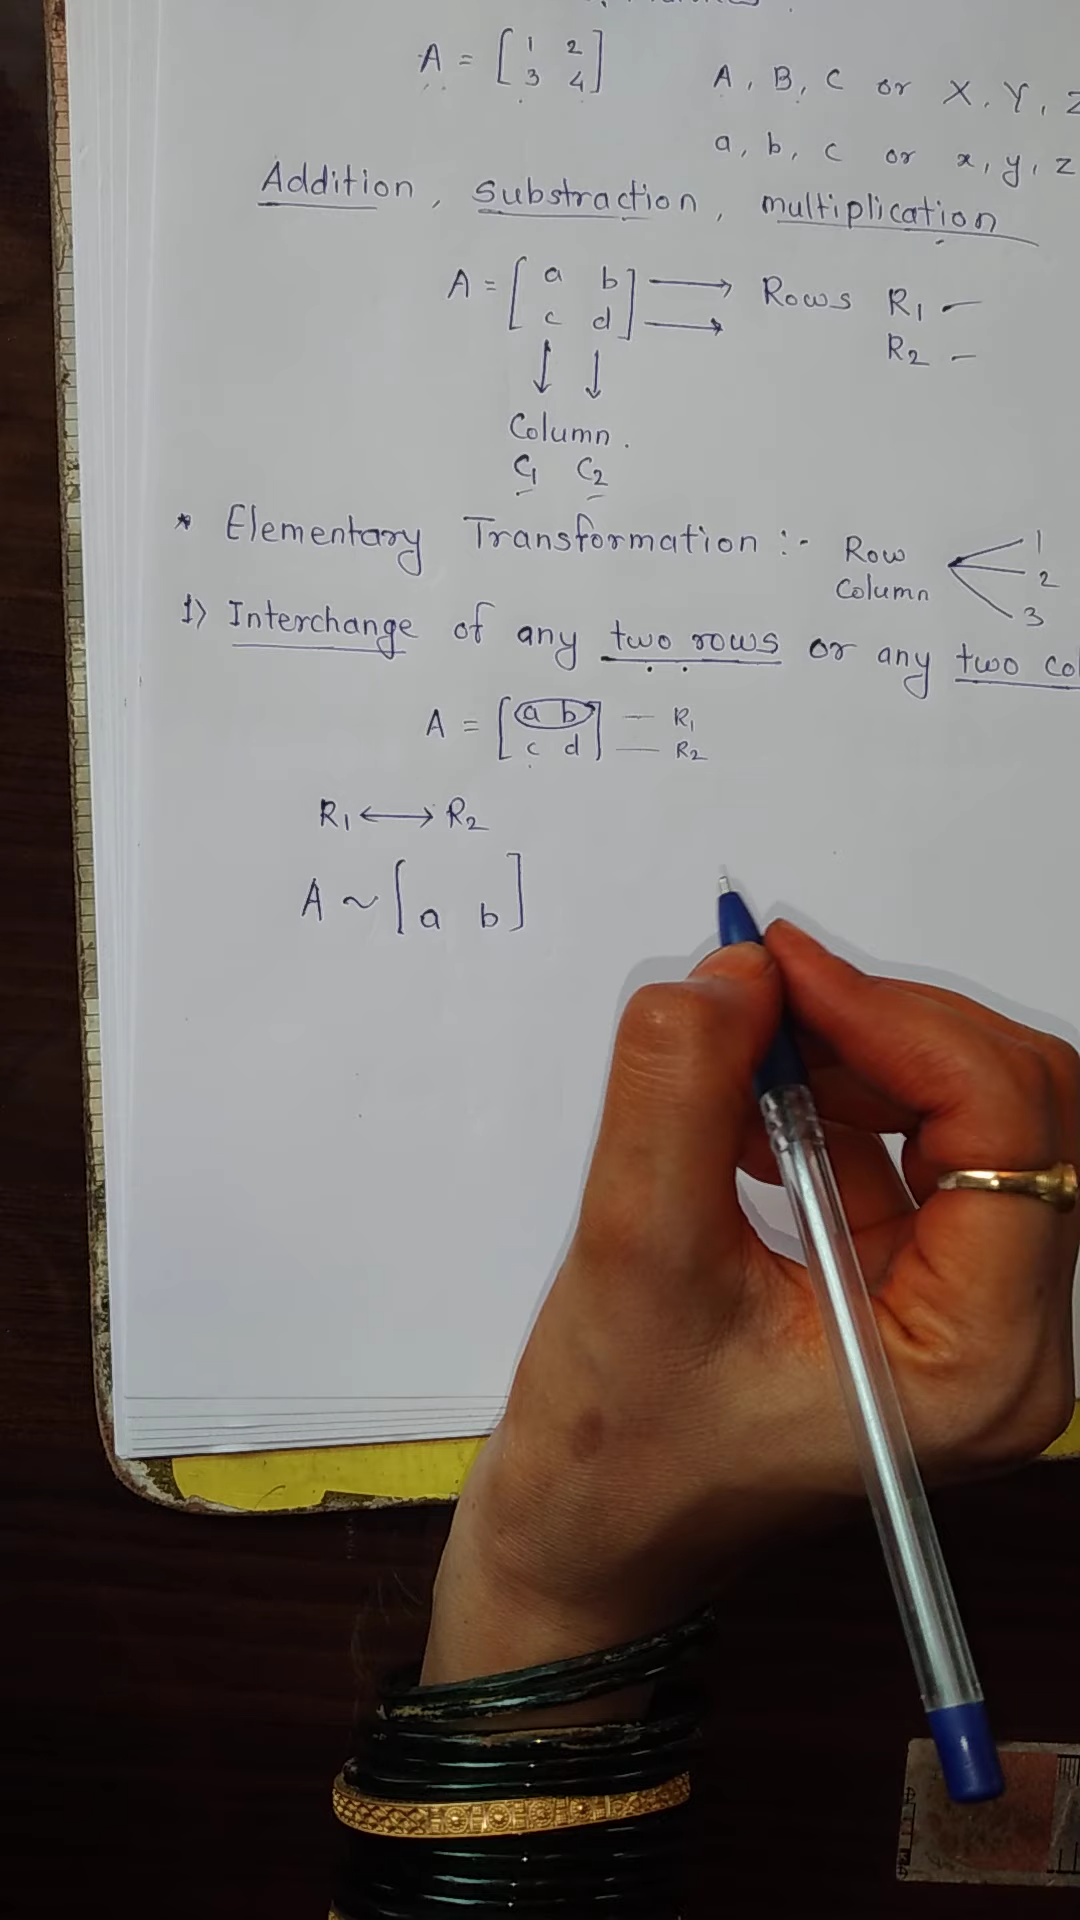 A = [ 1 2
3 4 ]
A, B, C or X, Y, Z
a, b, c or x, y, z
Addition, substraction, multiplication
A = [ a b
c d ] → → Rows R1 –
R2 –
↓ ↓
Column.
C1 C2
* Elementary Transformation :- Row
Column
1
2
3
1) Interchange of any two rows or any two
A = [ a b ] — R1
c d — R2
R1 ↔ R2
A ~ [ a b ]